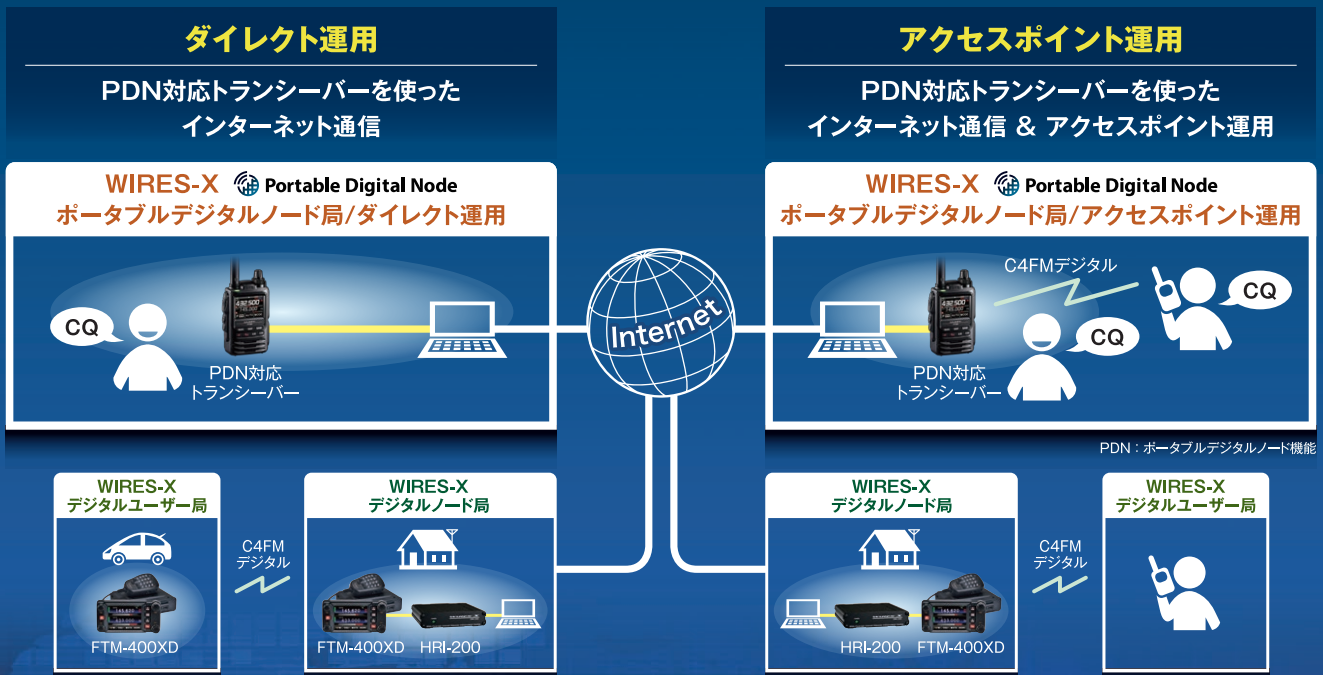 ダイレクト運用
PDN対応トランシーバーを使った
インターネット通信
WIRES-X Portable Digital Node
ポータブルデジタルノード局/ダイレクト運用
CQ
PDN対応
トランシーバー
Internet
アクセスポイント運用
PDN対応トランシーバーを使った
インターネット通信 & アクセスポイント運用
WIRES-X Portable Digital Node
ポータブルデジタルノード局/アクセスポイント運用
C4FMデジタル
CQ
CQ
PDN対応
トランシーバー
PDN：ポータブルデジタルノード機能
WIRES-X
デジタルユーザー局
FTM-400XD
C4FM
デジタル
WIRES-X
デジタルノード局
FTM-400XD HRI-200
WIRES-X
デジタルノード局
HRI-200 FTM-400XD
C4FM
デジタル
WIRES-X
デジタルユーザー局